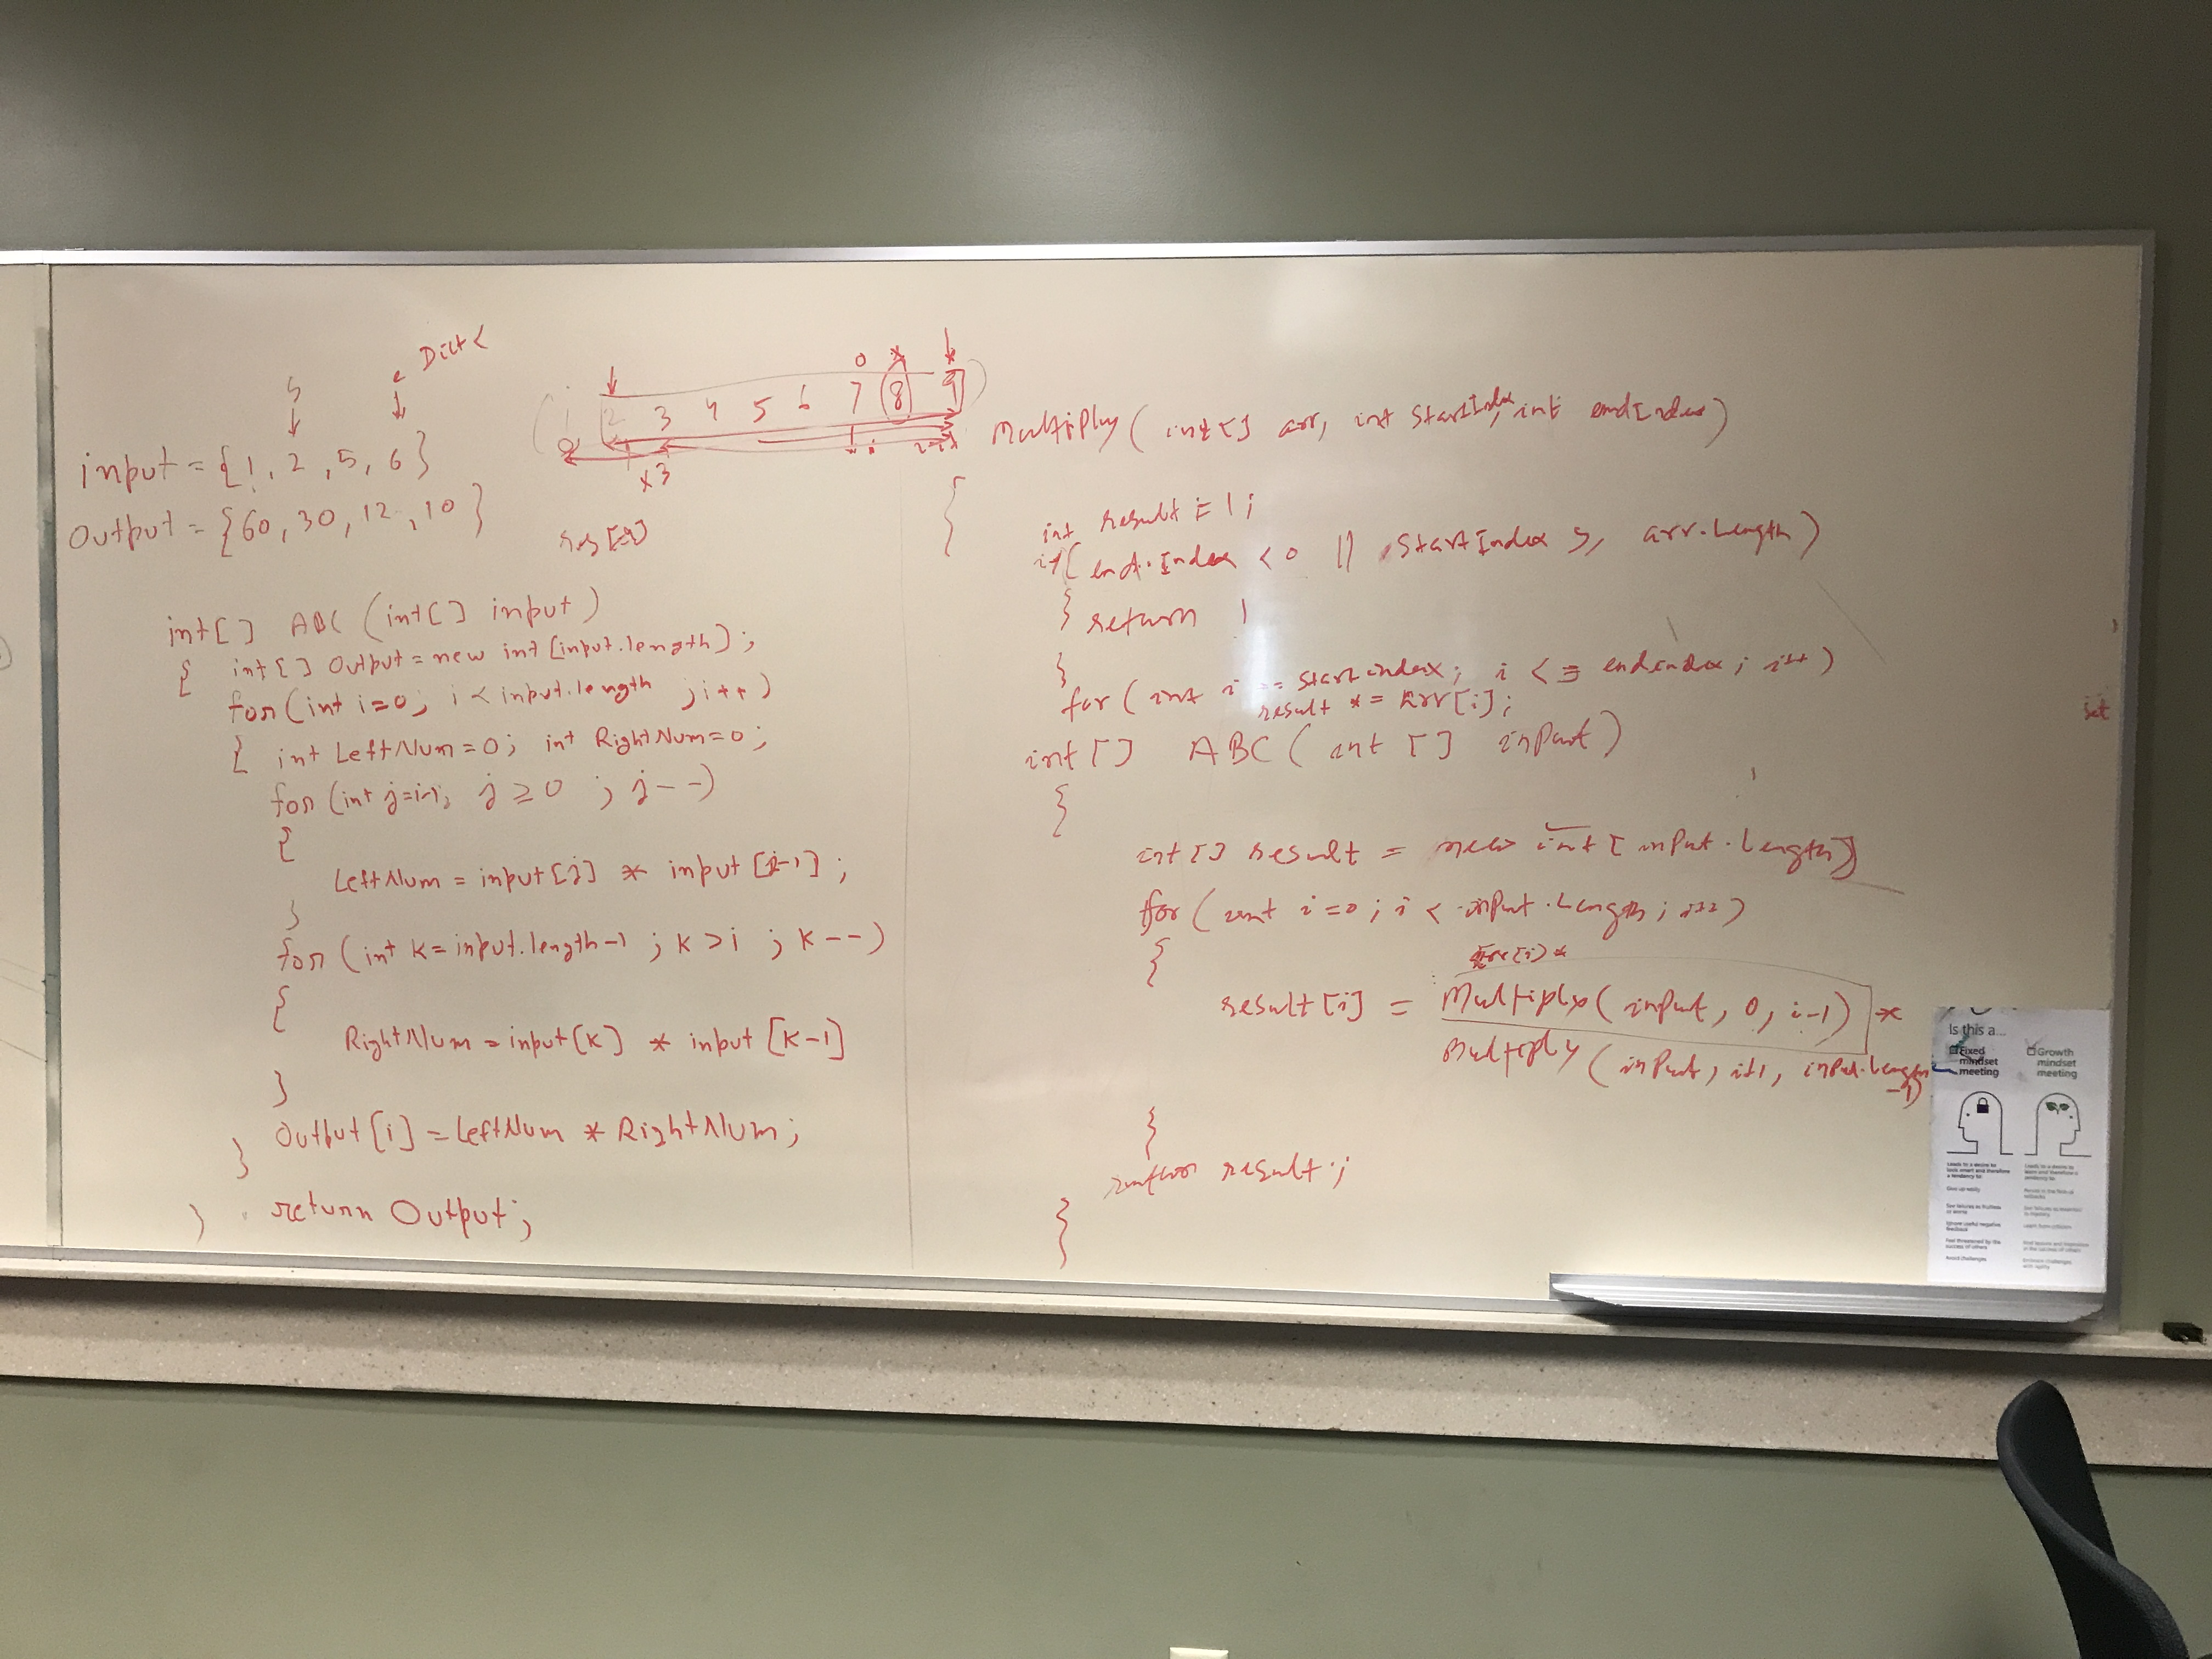 Dict<
S
e
input = {1, 2, 5, 6}
Output = {60, 30, 12, 10}
int[] ABC (int[] input)
{ int[] Output = new int [input.length];
for (int i=0; i < input.length ; i++)
{ int LeftNum = 0; int RightNum = 0;
for (int j=i-1; j ≥ 0 ; j--)
{
LeftNum = input[j] * input [j-1];
}
for (int k = input.length-1 ; k > i ; k--)
{
RightNum = input[k] * input [k-1]
}
Output[i] = LeftNum * RightNum;
}
return Output;
}
0 *
1 2 3 4 5 6 7 8 9
x3
Multiply ( int[] arr, int StartIndex, int endIndex)
{
int result = 1;
if( end.Index < 0 || StartIndex >, arr.Length)
{ return 1
}
for ( int i = startindex; i <= endindex; i++)
result *= Arr[i];
int [] ABC ( int [] input )
{
int [] result = new int [ input.Length]
for ( int i=0 ; i < input.Length ; i++)
{
Arr[i] *
result [i] = Multiply ( input, 0, i-1) *
Multiply ( input, i+1, input.Length
-1)
}
return result ;
}
set
Is this a...
Fixed mindset meeting
Growth mindset meeting